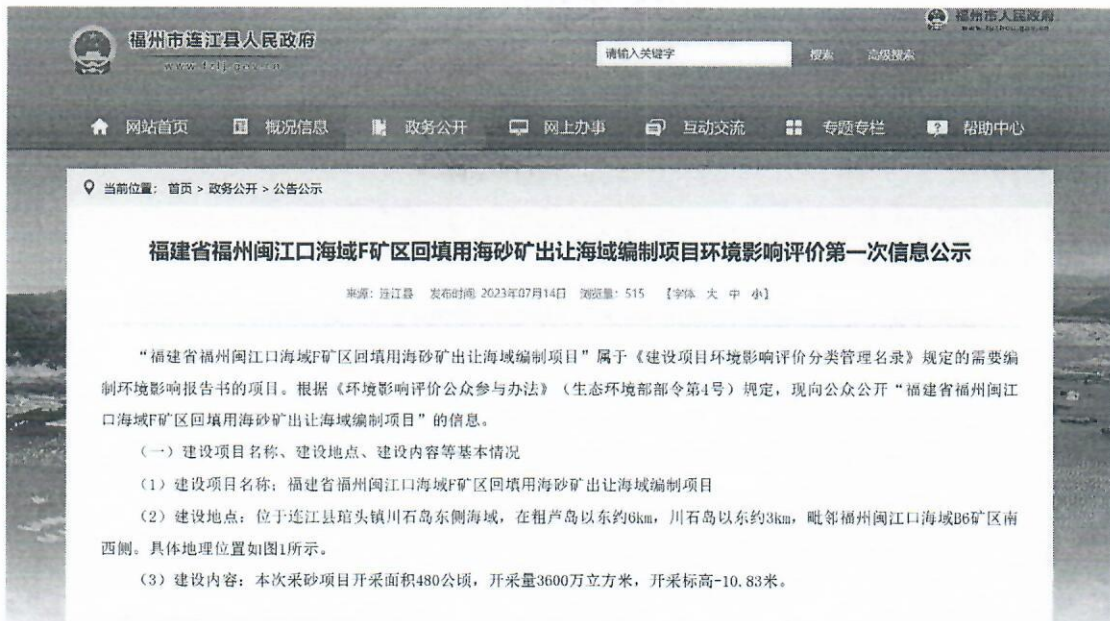 福州市人民政府
www.fuzhou.gov.cn
福州市连江县人民政府
www.fzlj.gov.cn
请输入关键字 搜索 高级搜索
网站首页 概况信息 政务公开 网上办事 互动交流 专题专栏 帮助中心
当前位置: 首页 > 政务公开 > 公告公示
福建省福州闽江口海域F矿区回填用海砂矿出让海域编制项目环境影响评价第一次信息公示
来源: 连江县 发布时间: 2023年07月14日 浏览量: 515 【字体 大 中 小】
“福建省福州闽江口海域F矿区回填用海砂矿出让海域编制项目”属于《建设项目环境影响评价分类管理名录》规定的需要编
制环境影响报告书的项目。根据《环境影响评价公众参与办法》（生态环境部部令第4号）规定，现向公众公开“福建省福州闽江
口海域F矿区回填用海砂矿出让海域编制项目”的信息。
（一）建设项目名称、建设地点、建设内容等基本情况
（1）建设项目名称：福建省福州闽江口海域F矿区回填用海砂矿出让海域编制项目
（2）建设地点：位于连江县琯头镇川石岛东侧海域，在粗芦岛以东约6km，川石岛以东约3km，毗邻福州闽江口海域B6矿区南
西侧。具体地理位置如图1所示。
（3）建设内容：本次采砂项目开采面积480公顷，开采量3600万立方米，开采标高-10.83米。